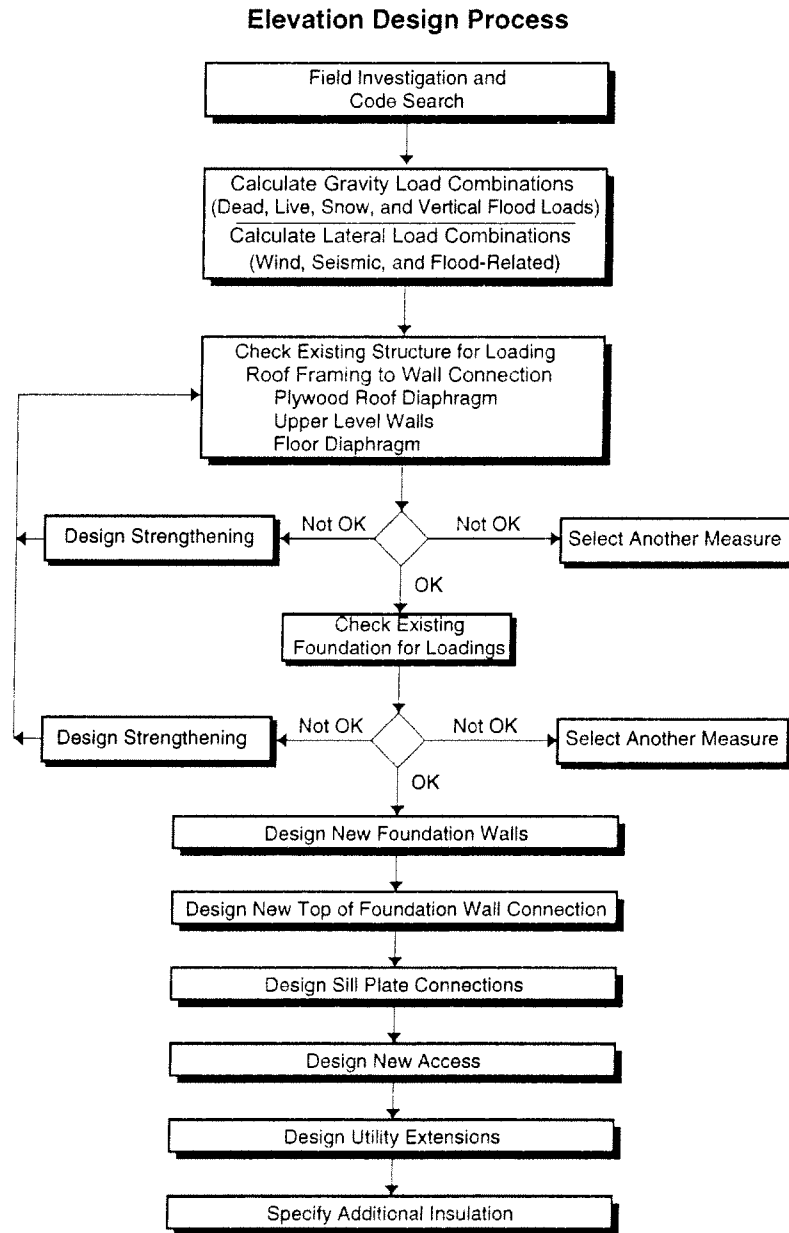 Elevation Design Process
Field Investigation and
Code Search
Calculate Gravity Load Combinations
(Dead, Live, Snow, and Vertical Flood Loads)
Calculate Lateral Load Combinations
(Wind, Seismic, and Flood-Related)
Check Existing Structure for Loading
Roof Framing to Wall Connection
Plywood Roof Diaphragm
Upper Level Walls
Floor Diaphragm
Design Strengthening
Not OK
Not OK
Select Another Measure
OK
Check Existing
Foundation for Loadings
Design Strengthening
Not OK
Not OK
Select Another Measure
OK
Design New Foundation Walls
Design New Top of Foundation Wall Connection
Design Sill Plate Connections
Design New Access
Design Utility Extensions
Specify Additional Insulation